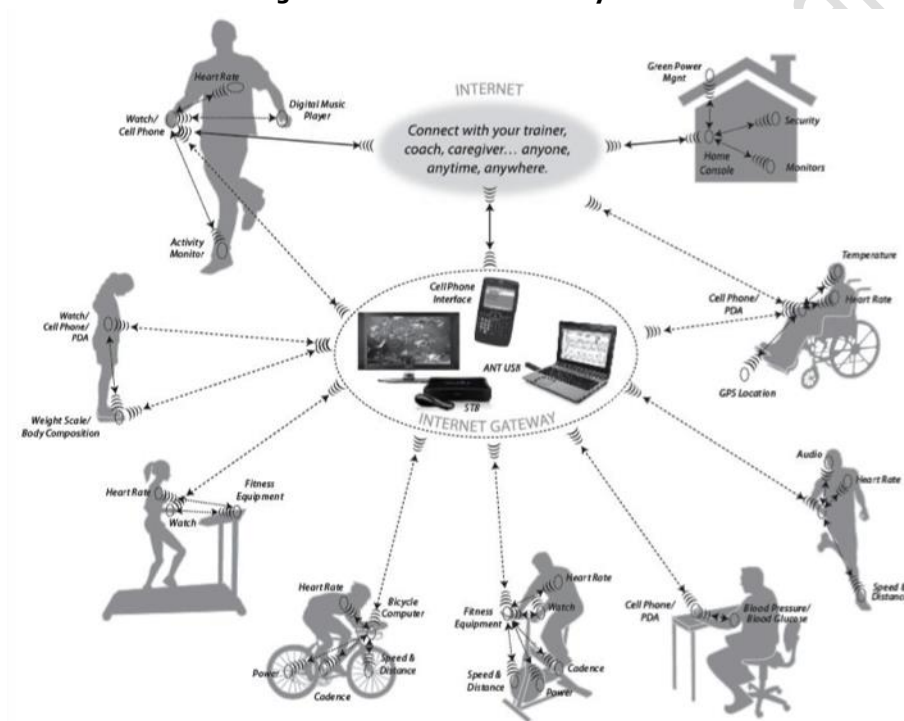 INTERNET
Connect with your trainer,
coach, caregiver... anyone,
anytime, anywhere.
Heart Rate
Watch/
Cell Phone
Digital Music
Player
Activity
Monitor
Green Power
Mgnt
Security
Home
Console
Monitors
Watch/
Cell Phone/
PDA
Weight Scale/
Body Composition
Cell Phone
Interface
ANT USB
STB
INTERNET GATEWAY
Temperature
Cell Phone/
PDA
Heart Rate
GPS Location
Heart Rate
Fitness
Equipment
Watch
Audio
Heart Rate
Speed &
Distance
Heart Rate
Bicycle
Computer
Power
Speed &
Distance
Cadence
Heart Rate
Fitness
Equipment
Watch
Speed &
Distance
Cadence
Power
Cell Phone/
PDA
Blood Pressure/
Blood Glucose